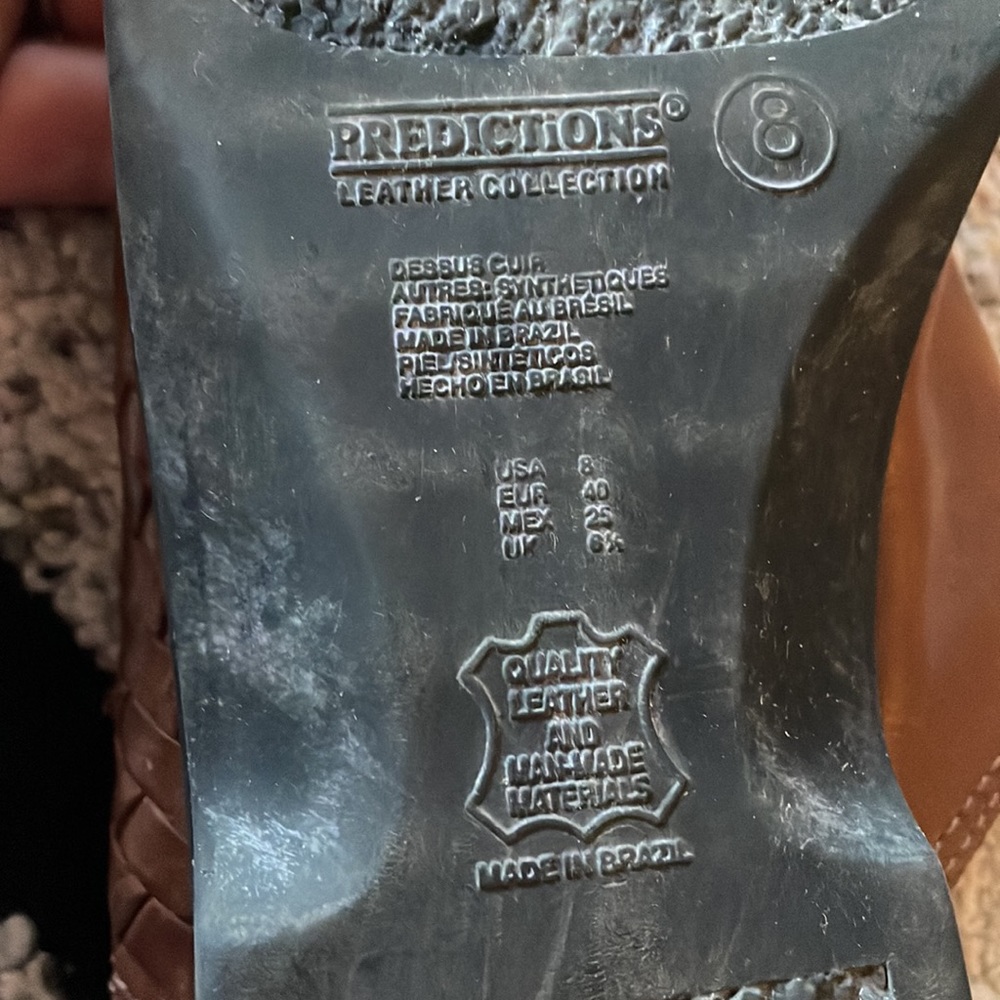 PREDICTIONS®
8
LEATHER COLLECTION
DESSUS CUIR
AUTRES: SYNTHETIQUES
FABRIQUE AU BRESIL
MADE IN BRAZIL
PIEL/SINTETICOS
HECHO EN BRASIL
USA 8
EUR 40
MEX 25
UK 6½
QUALITY
LEATHER
AND
MAN-MADE
MATERIALS
MADE IN BRAZIL